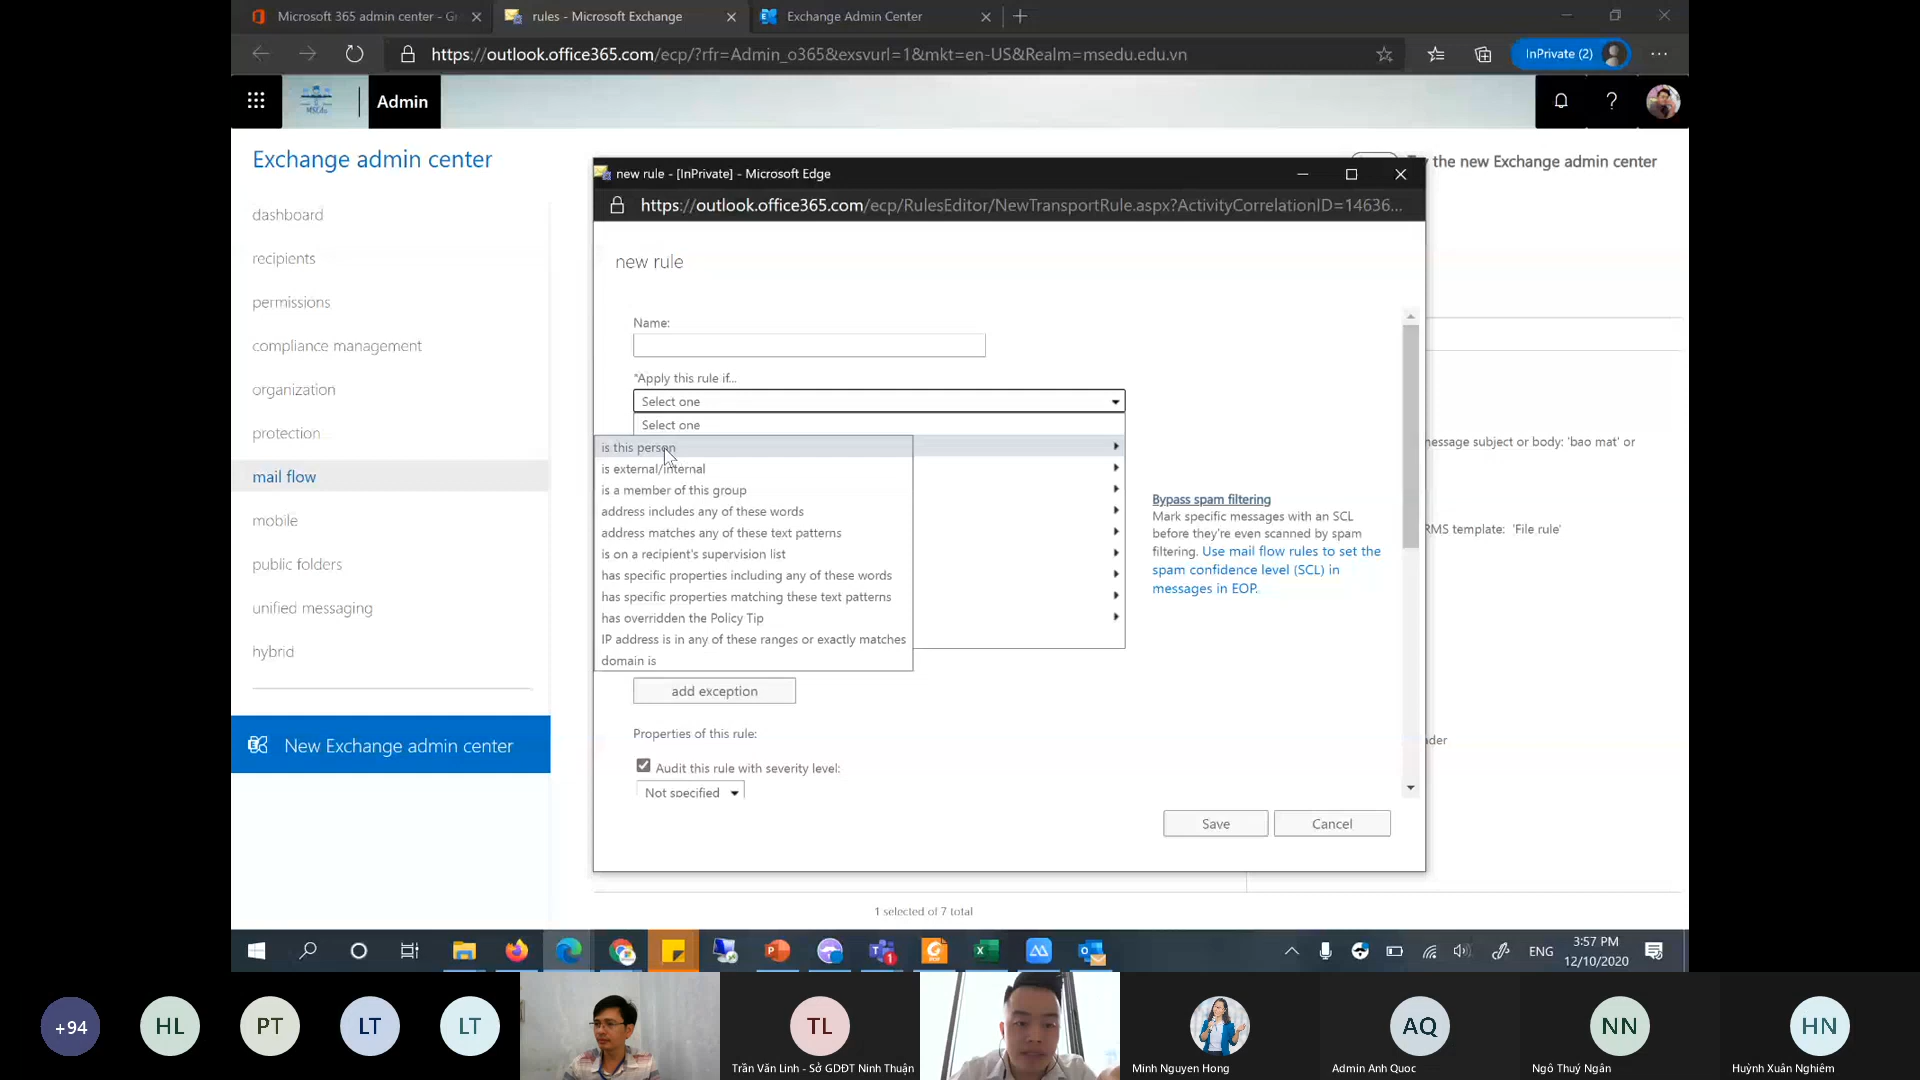 Microsoft 365 admin center - Gr
rules - Microsoft Exchange
Exchange Admin Center
https://outlook.office365.com/ecp/?rfr=Admin_o365&exsvurl=1&mkt=en-US&Realm=msedu.edu.vn
InPrivate (2)
Admin
Exchange admin center
the new Exchange admin center
dashboard
recipients
permissions
compliance management
organization
protection
mail flow
mobile
public folders
unified messaging
hybrid
New Exchange admin center
new rule - [InPrivate] - Microsoft Edge
https://outlook.office365.com/ecp/RulesEditor/NewTransportRule.aspx?ActivityCorrelationID=14636...
new rule
Name:
*Apply this rule if...
Select one
Select one
is this person
is external/internal
is a member of this group
address includes any of these words
address matches any of these text patterns
is on a recipient's supervision list
has specific properties including any of these words
has specific properties matching these text patterns
has overridden the Policy Tip
IP address is in any of these ranges or exactly matches
domain is
add exception
Properties of this rule:
Audit this rule with severity level:
Not specified
Bypass spam filtering
Mark specific messages with an SCL
before they're even scanned by spam
filtering. Use mail flow rules to set the
spam confidence level (SCL) in
messages in EOP.
Save
Cancel
essage subject or body: 'bao mat' or
RMS template: 'File rule'
ader
1 selected of 7 total
ENG
3:57 PM
12/10/2020
+94
HL
PT
LT
LT
TL
Trần Văn Linh - Sở GDĐT Ninh Thuận
Minh Nguyen Hong
AQ
Admin Anh Quoc
NN
Ngô Thuý Ngân
HN
Huỳnh Xuân Nghiêm